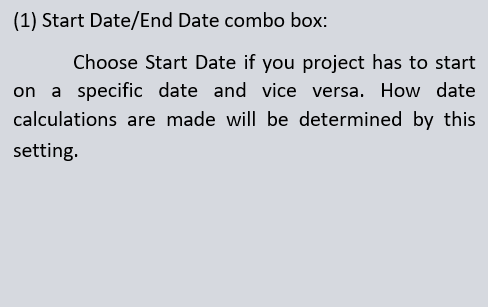 (1) Start Date/End Date combo box:
Choose Start Date if you project has to start
on a specific date and vice versa. How date
calculations are made will be determined by this
setting.